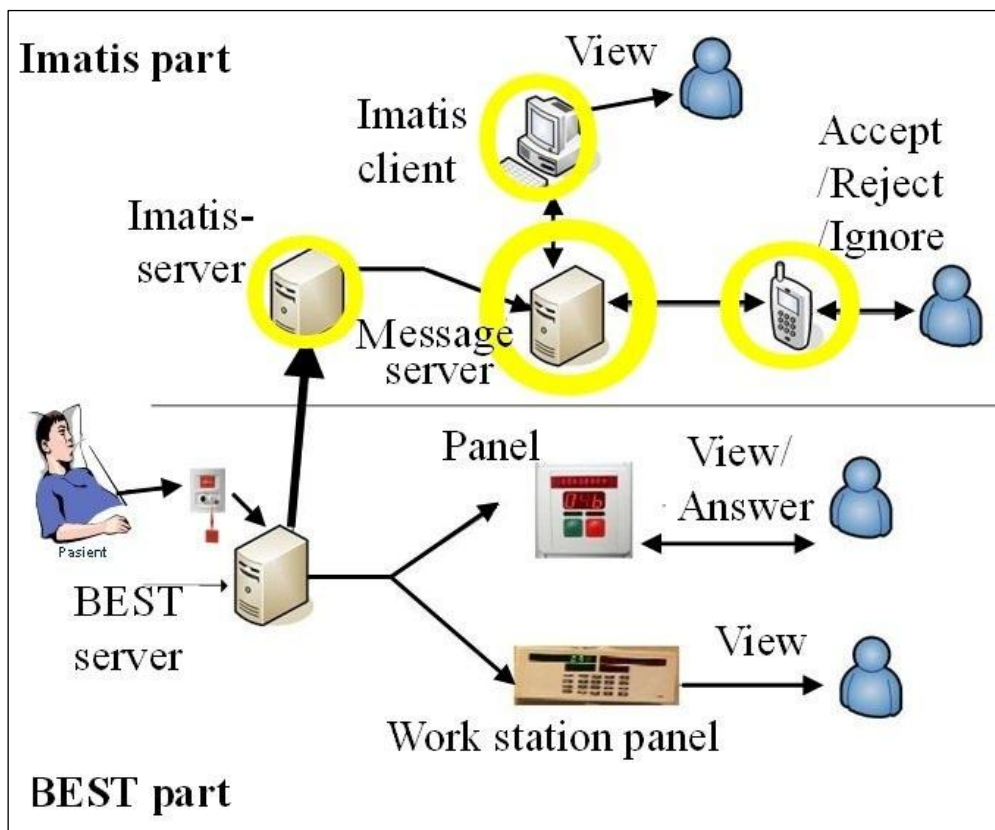 Imatis part
View
Imatis
client
Accept
/Reject
/Ignore
Imatis-
server
Message
server
Panel
View/
Answer
Pasient
BEST
server
View
Work station panel
BEST part